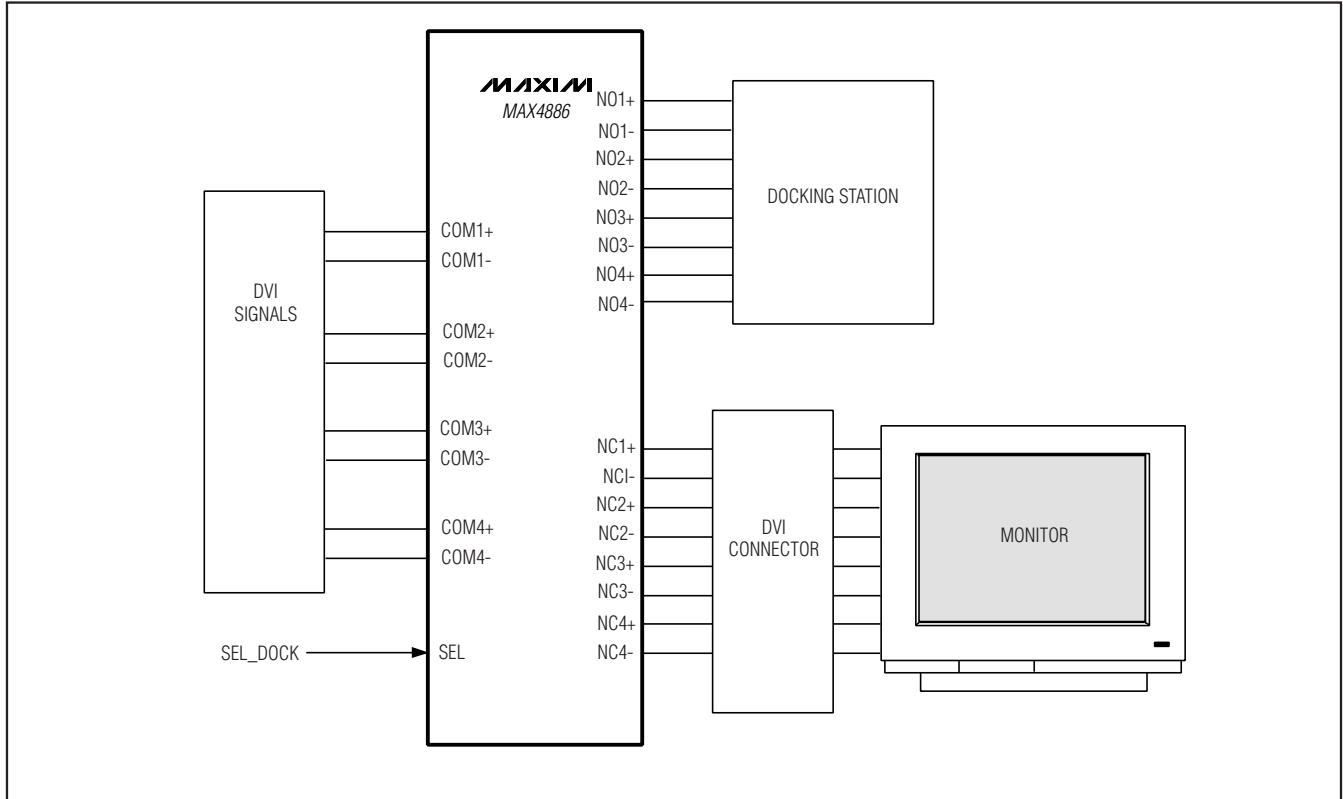 MAXIM
MAX4886
NO1+
NO1-
NO2+
NO2-
NO3+
NO3-
NO4+
NO4-
DOCKING STATION
DVI
SIGNALS
COM1+
COM1-
COM2+
COM2-
COM3+
COM3-
COM4+
COM4-
SEL_DOCK
SEL
NC1+
NCI-
NC2+
NC2-
NC3+
NC3-
NC4+
NC4-
DVI
CONNECTOR
MONITOR